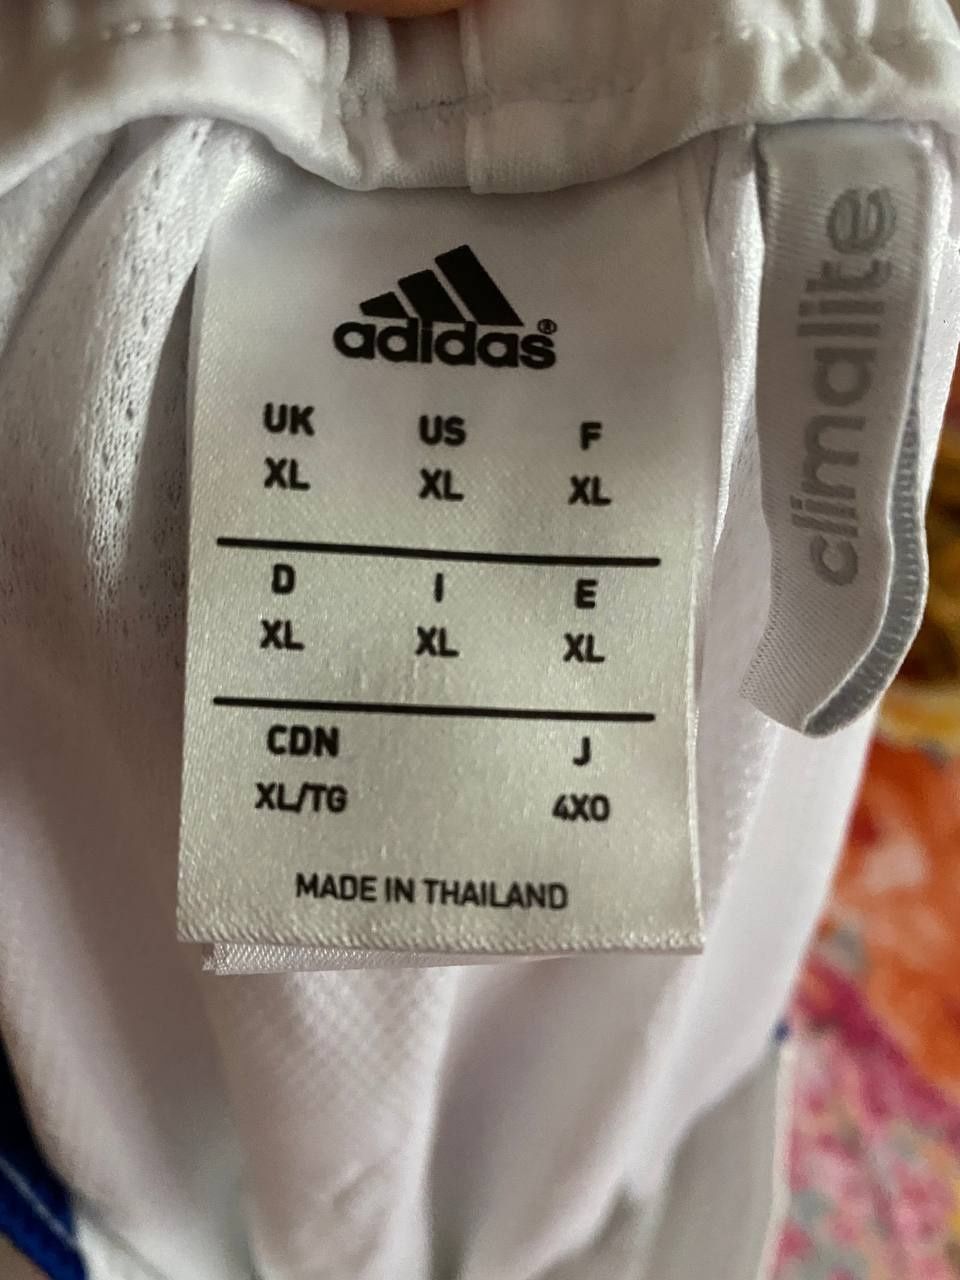 adidas®
UK US F
XL XL XL
D I E
XL XL XL
CDN J
XL/TG 4XO
MADE IN THAILAND
climalite